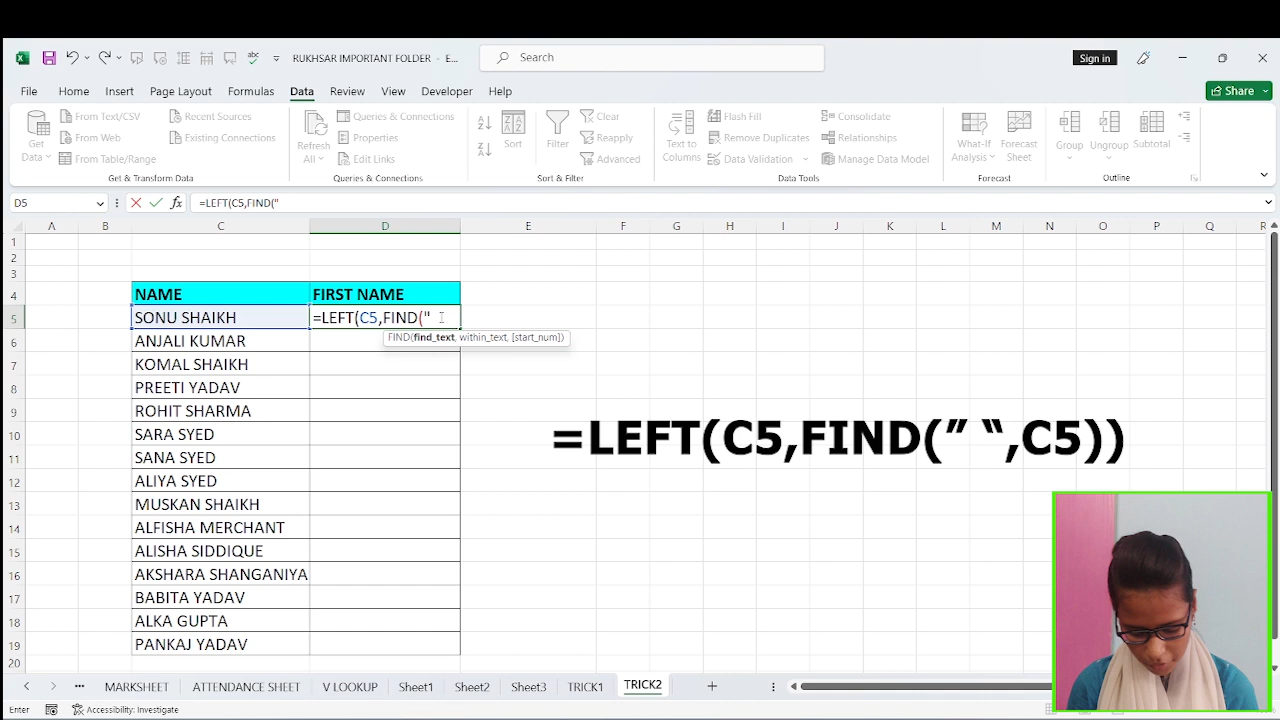 RUKHSAR IMPORTANT FOLDER - E...
Search
Sign in
File Home Insert Page Layout Formulas Data Review View Developer Help
Share
Get Data
From Text/CSV
From Web
From Table/Range
Recent Sources
Existing Connections
Get & Transform Data
Refresh All
Queries & Connections
Properties
Edit Links
Queries & Connections
Sort
Filter
Clear
Reapply
Advanced
Sort & Filter
Text to Columns
Flash Fill
Remove Duplicates
Data Validation
Consolidate
Relationships
Manage Data Model
Data Tools
What-If Analysis
Forecast Sheet
Forecast
Group
Ungroup
Subtotal
Outline
D5 fx =LEFT(C5,FIND("
A B C D E F G H I J K L M N O P Q R
1
2
3
4 NAME FIRST NAME
5 SONU SHAIKH =LEFT(C5,FIND("
FIND(find_text, within_text, [start_num])
6 ANJALI KUMAR
7 KOMAL SHAIKH
8 PREETI YADAV
9 ROHIT SHARMA
10 SARA SYED
=LEFT(C5,FIND(” “,C5))
11 SANA SYED
12 ALIYA SYED
13 MUSKAN SHAIKH
14 ALFISHA MERCHANT
15 ALISHA SIDDIQUE
16 AKSHARA SHANGANIYA
17 BABITA YADAV
18 ALKA GUPTA
19 PANKAJ YADAV
20
... MARKSHEET ATTENDANCE SHEET V LOOKUP Sheet1 Sheet2 Sheet3 TRICK1 TRICK2
Enter Accessibility: Investigate